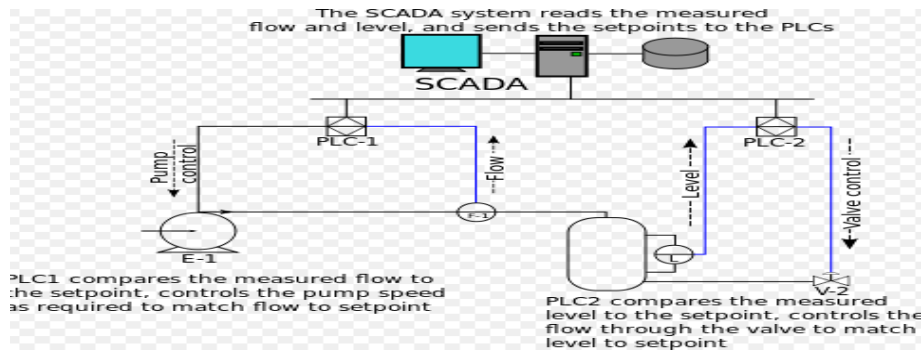 The SCADA system reads the measured
flow and level, and sends the setpoints to the PLCs
SCADA
PLC-1
PLC-2
Pump
control
Flow
Level
Valve control
F-1
L
E-1
V-2
PLC1 compares the measured flow to
the setpoint, controls the pump speed
as required to match flow to setpoint
PLC2 compares the measured
level to the setpoint, controls the
flow through the valve to match
level to setpoint